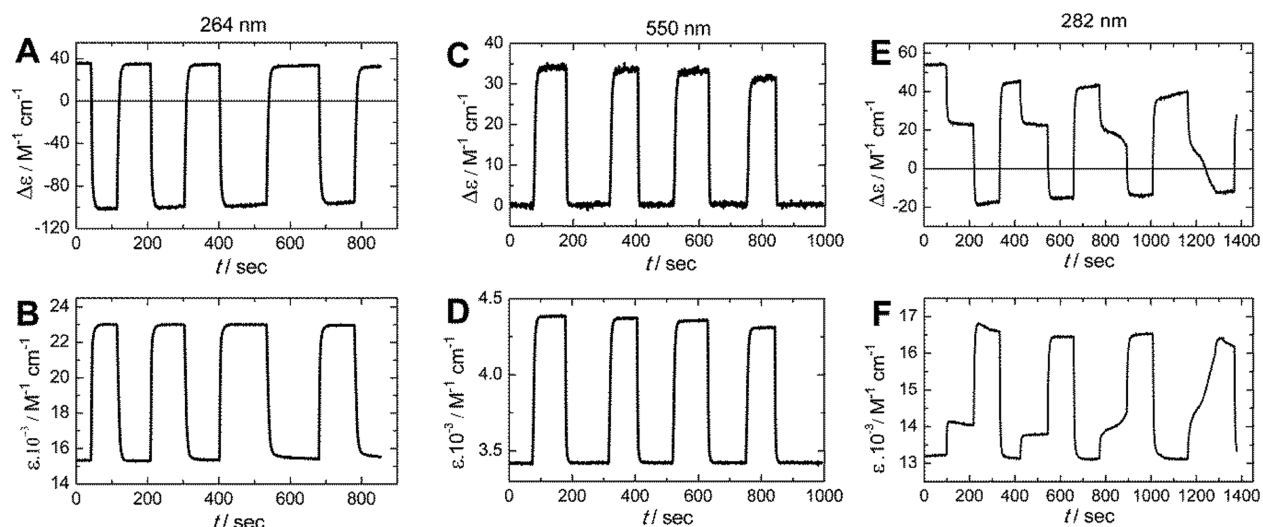 264 nm
550 nm
282 nm
A
40
0
-40
-80
-120
Δε / M⁻¹ cm⁻¹
0 200 400 600 800
t / sec
C
40
35
30
25
20
15
10
5
0
Δε / M⁻¹ cm⁻¹
0 200 400 600 800 1000
t / sec
E
60
40
20
0
-20
Δε / M⁻¹ cm⁻¹
0 200 400 600 800 1000 1200 1400
t / sec
B
24
22
20
18
16
14
ε.10⁻³ / M⁻¹ cm⁻¹
0 200 400 600 800
t / sec
D
4.5
4.0
3.5
ε.10⁻³ / M⁻¹ cm⁻¹
0 200 400 600 800 1000
t / sec
F
17
16
15
14
13
ε .10⁻³/ M⁻¹ cm⁻¹
0 200 400 600 800 1000 1200 1400
t / sec